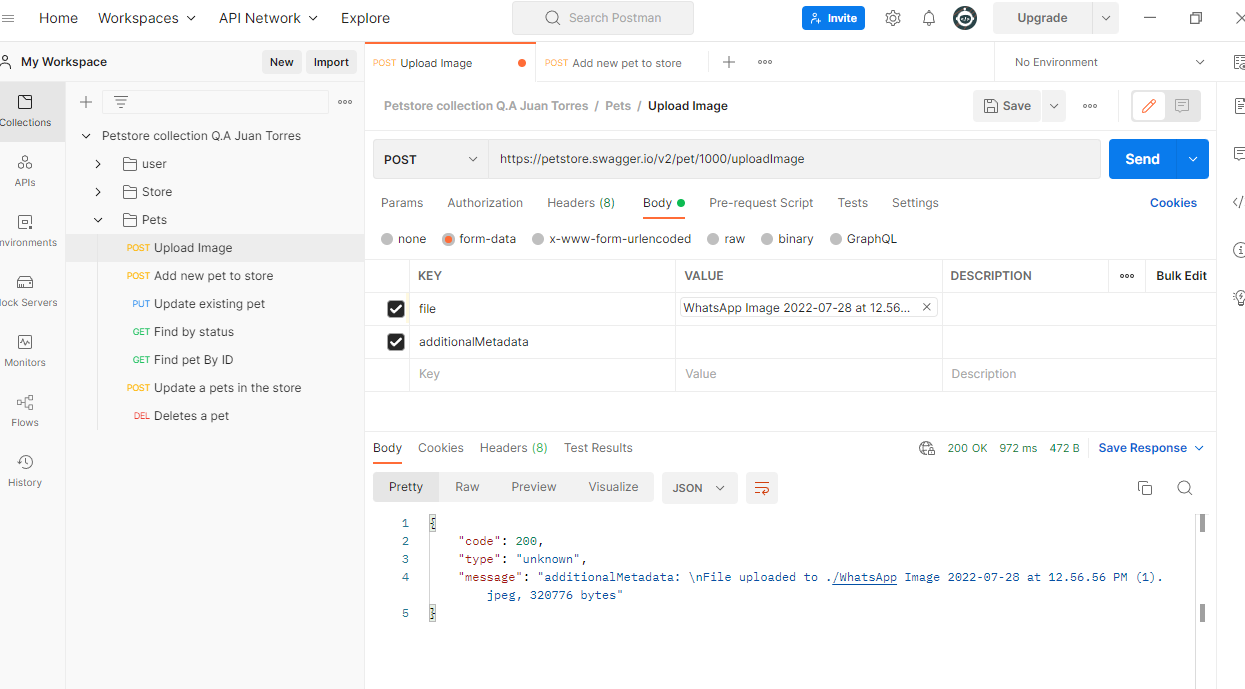 Home Workspaces API Network Explore Search Postman Invite Upgrade
My Workspace New Import POST Upload Image POST Add new pet to store No Environment
Collections
APIs
nvironments
ock Servers
Monitors
Flows
History
Petstore collection Q.A Juan Torres
user
Store
Pets
POST Upload Image
POST Add new pet to store
PUT Update existing pet
GET Find by status
GET Find pet By ID
POST Update a pets in the store
DEL Deletes a pet
Petstore collection Q.A Juan Torres / Pets / Upload Image Save
POST https://petstore.swagger.io/v2/pet/1000/uploadImage Send
Params Authorization Headers (8) Body Pre-request Script Tests Settings Cookies
none form-data x-www-form-urlencoded raw binary GraphQL
KEY VALUE DESCRIPTION Bulk Edit
file WhatsApp Image 2022-07-28 at 12.56...
additionalMetadata
Key Value Description
Body Cookies Headers (8) Test Results 200 OK 972 ms 472 B Save Response
Pretty Raw Preview Visualize JSON
1 {
2 "code": 200,
3 "type": "unknown",
4 "message": "additionalMetadata: \nFile uploaded to ./WhatsApp Image 2022-07-28 at 12.56.56 PM (1).
jpeg, 320776 bytes"
5 }